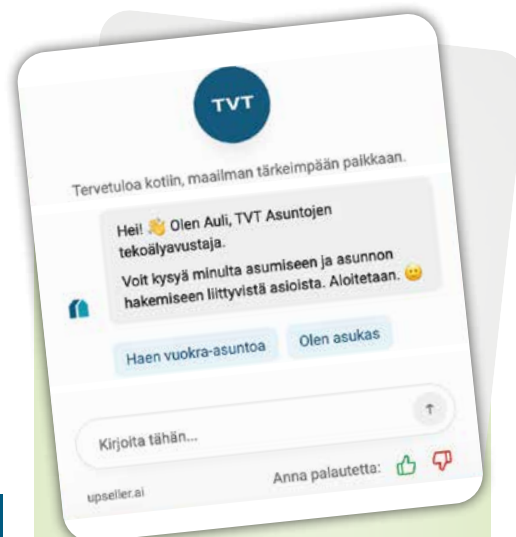 TVT
Tervetuloa kotiin, maailman tärkeimpään paikkaan.
Hei! 👋 Olen Auli, TVT Asuntojen
tekoälyavustaja.
Voit kysyä minulta asumiseen ja asunnon
hakemiseen liittyvistä asioista. Aloitetaan. 🙂
Haen vuokra-asuntoa
Olen asukas
Kirjoita tähän...
upseller.ai
Anna palautetta: